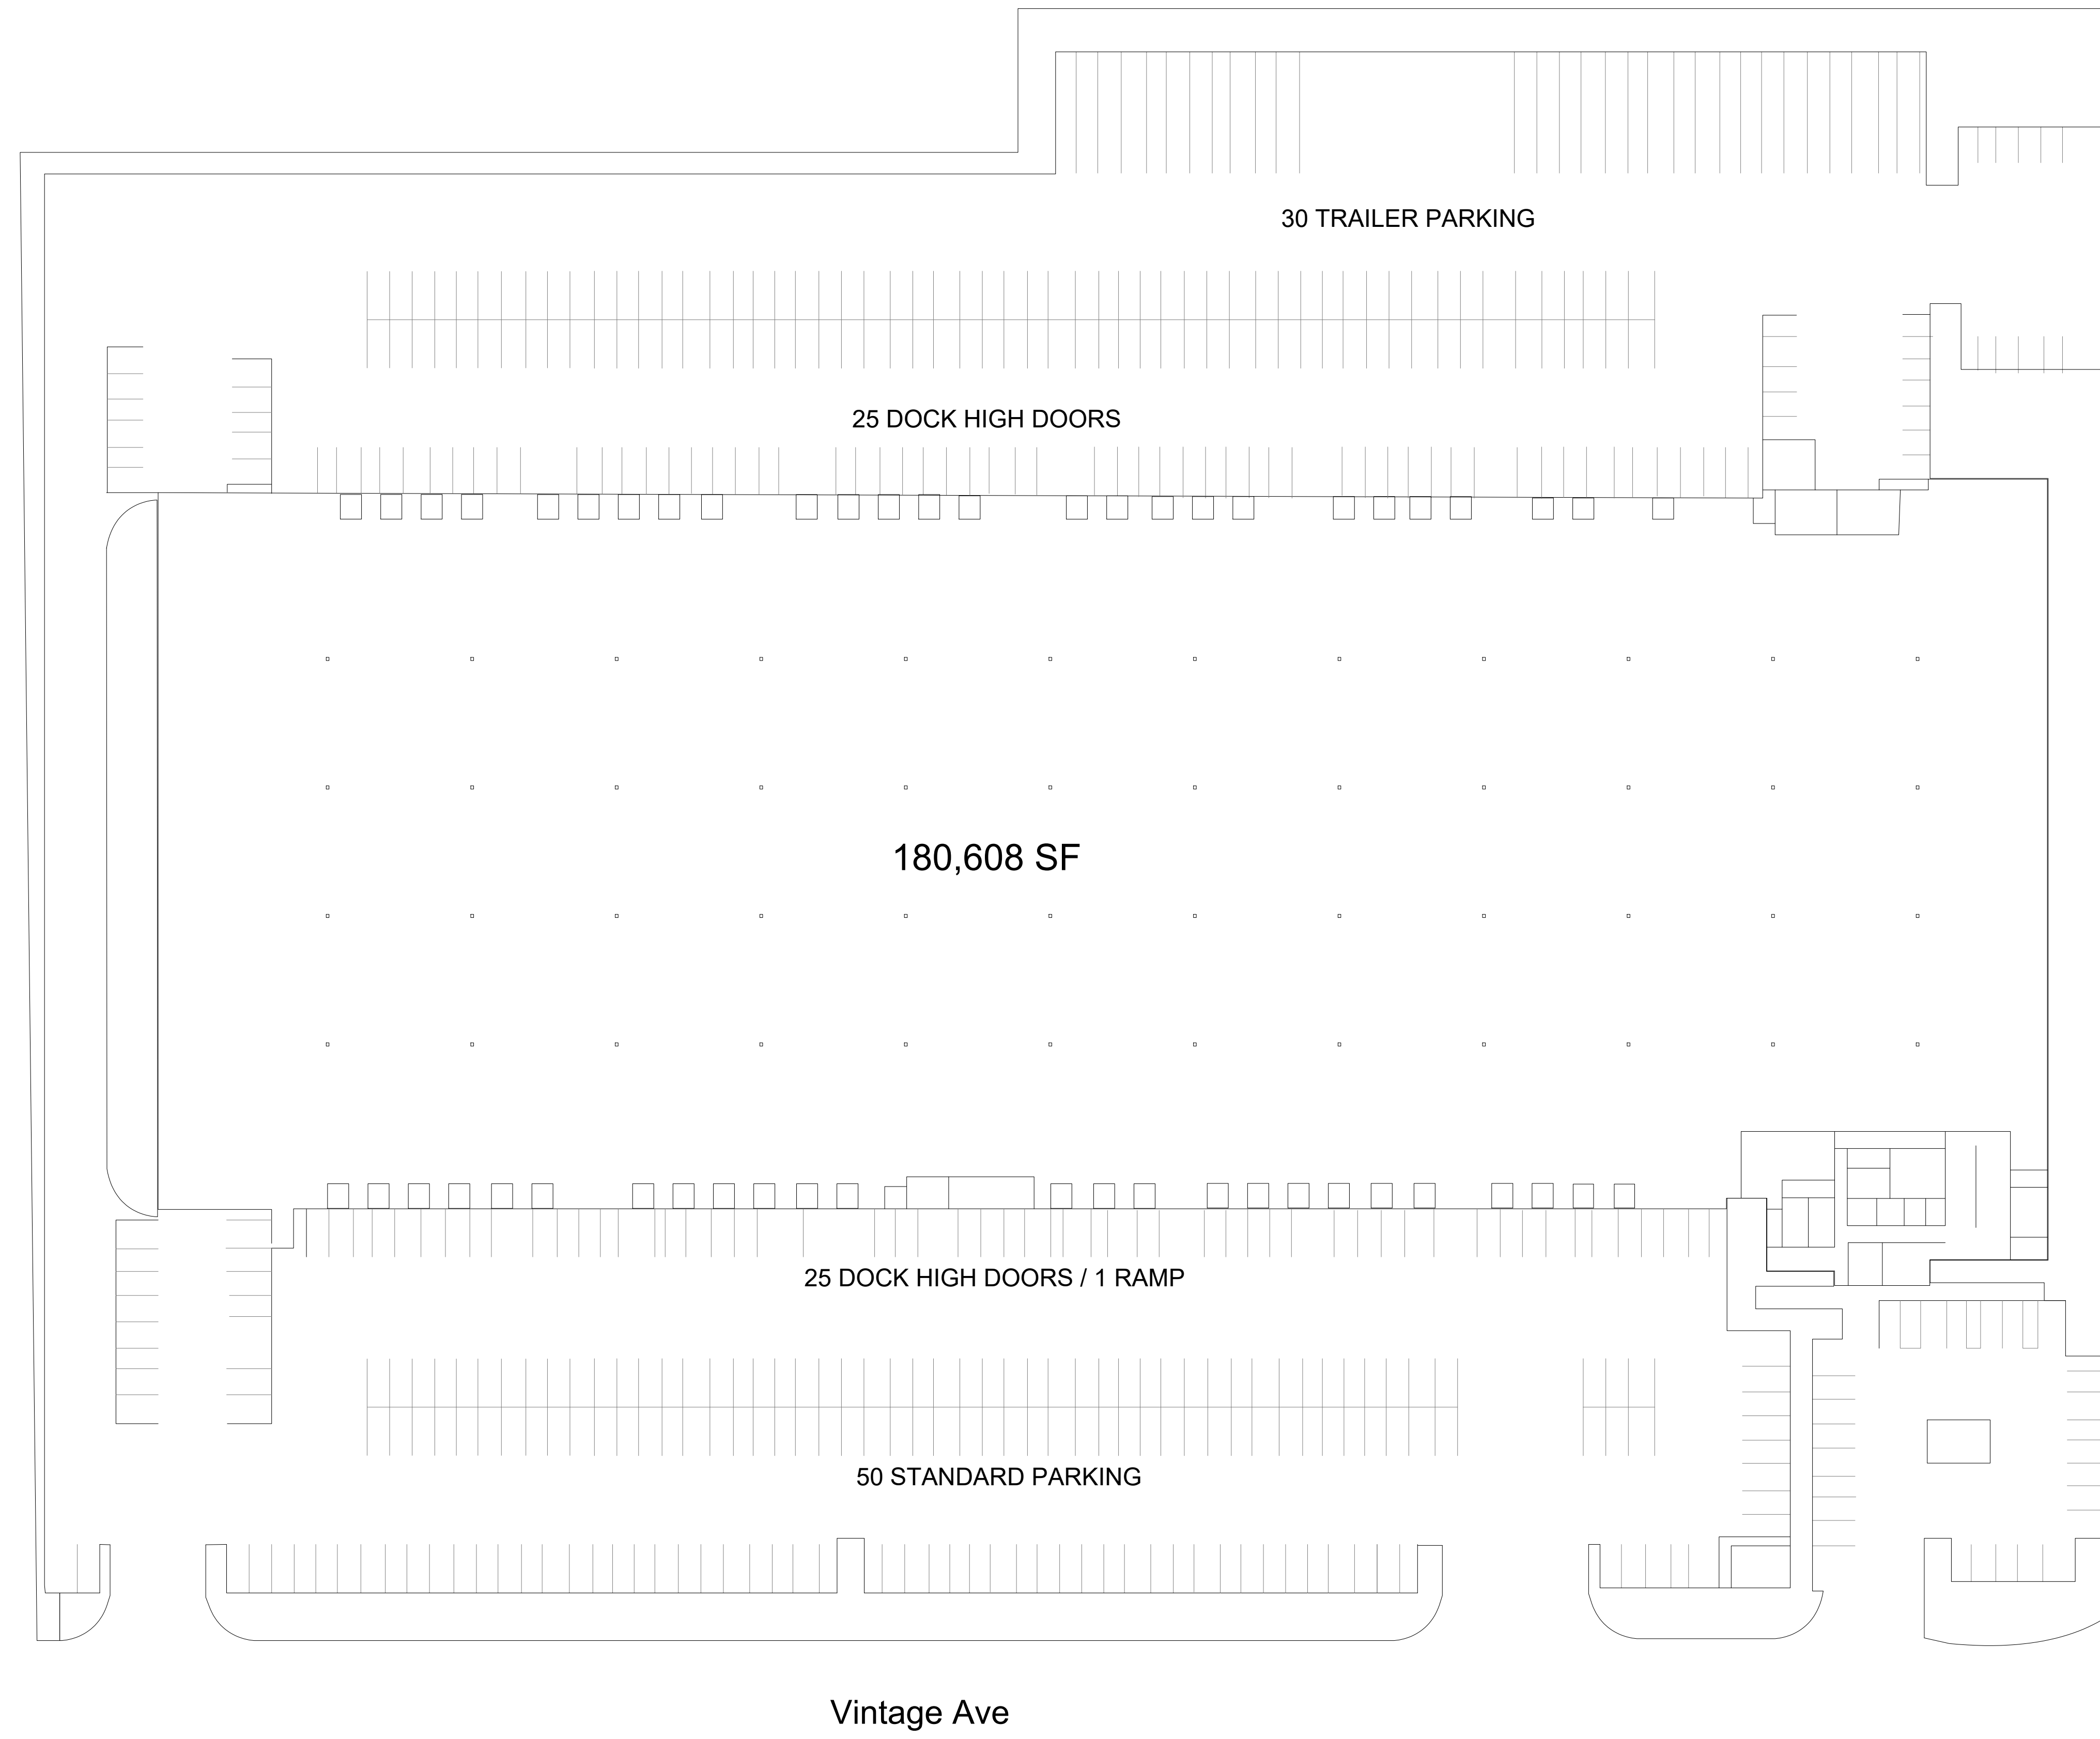 30 TRAILER PARKING
25 DOCK HIGH DOORS
180,608 SF
25 DOCK HIGH DOORS / 1 RAMP
50 STANDARD PARKING
Vintage Ave